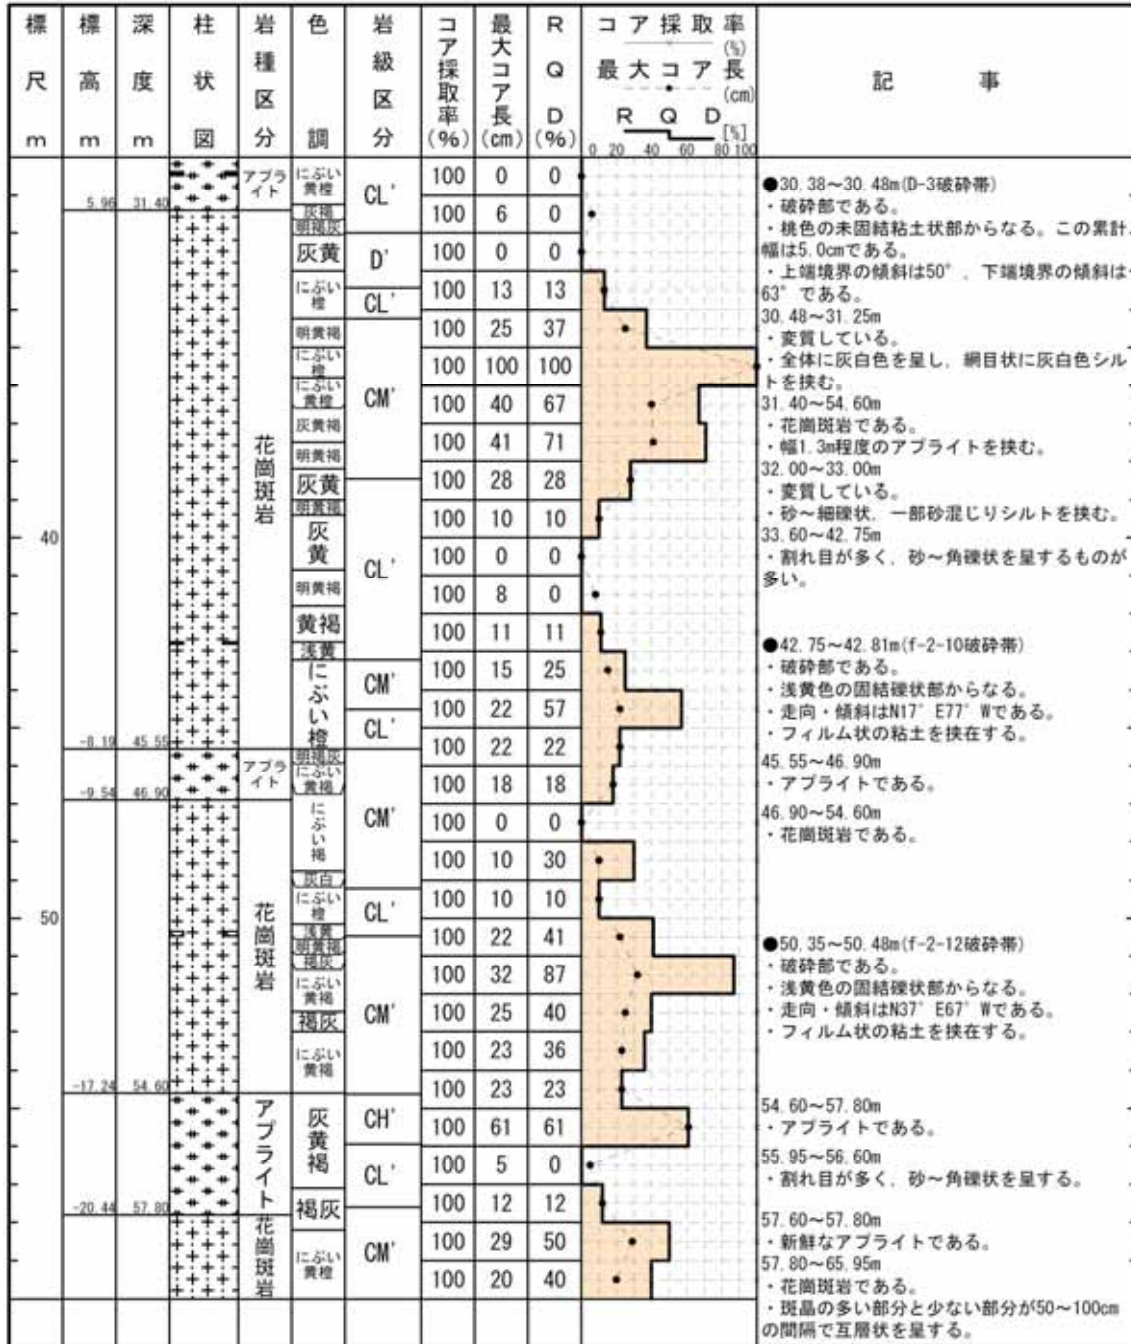 標尺 m
標高 m
深度 m
柱状図
岩種区分
色調
岩級区分
コア採取率(%)
最大コア長(cm)
RQD(%)
コア採取率
(%)
最大コア長
(cm)
R Q D
[%]
0 20 40 60 80 100
記 事
40
50
5.96 31.40
-8.19 45.55
-9.54 46.90
-17.24 54.60
-20.44 57.80
アプライト
花崗斑岩
アプライト
花崗斑岩
アプライト
花崗斑岩
にぶい黄橙
灰褐
明褐灰
灰黄
にぶい橙
明黄褐
にぶい橙
にぶい黄橙
灰黄褐
明黄褐
灰黄
明黄褐
灰黄
明黄褐
黄褐
浅黄
にぶい橙
明褐灰
にぶい黄褐
にぶい褐
灰白
にぶい橙
浅黄
明黄褐
褐灰
にぶい黄褐
褐灰
にぶい黄褐
灰黄褐
褐灰
にぶい黄橙
CL'
D'
CL'
CM'
CL'
CM'
CL'
CM'
CL'
CM'
CH'
CL'
CM'
100 0 0
100 6 0
100 0 0
100 13 13
100 25 37
100 100 100
100 40 67
100 41 71
100 28 28
100 10 10
100 0 0
100 8 0
100 11 11
100 15 25
100 22 57
100 22 22
100 18 18
100 0 0
100 10 30
100 10 10
100 22 41
100 32 87
100 25 40
100 23 36
100 23 23
100 61 61
100 5 0
100 12 12
100 29 50
100 20 40
●30.38～30.48m(D-3破砕帯)
・破砕部である。
・桃色の未固結粘土状部からなる。この累計
幅は5.0cmである。
・上端境界の傾斜は50°，下端境界の傾斜は
63°である。
30.48～31.25m
・変質している。
・全体に灰白色を呈し，網目状に灰白色シル
トを挟む。
31.40～54.60m
・花崗斑岩である。
・幅1.3m程度のアプライトを挟む。
32.00～33.00m
・変質している。
・砂～細礫状，一部砂混じりシルトを挟む。
33.60～42.75m
・割れ目が多く，砂～角礫状を呈するものが
多い。
●42.75～42.81m(f-2-10破砕帯)
・破砕部である。
・浅黄色の固結礫状部からなる。
・走向・傾斜はN17°E77°Wである。
・フィルム状の粘土を挟在する。
45.55～46.90m
・アプライトである。
46.90～54.60m
・花崗斑岩である。
●50.35～50.48m(f-2-12破砕帯)
・破砕部である。
・浅黄色の固結礫状部からなる。
・走向・傾斜はN37°E67°Wである。
・フィルム状の粘土を挟在する。
54.60～57.80m
・アプライトである。
55.95～56.60m
・割れ目が多く，砂～角礫状を呈する。
57.60～57.80m
・新鮮なアプライトである。
57.80～65.95m
・花崗斑岩である。
・斑晶の多い部分と少ない部分が50～100cm
の間隔で互層状を呈する。